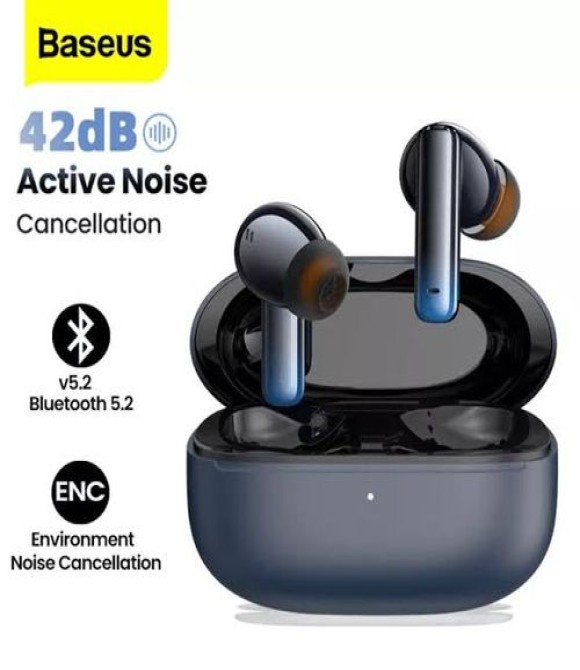 Baseus
42dB
Active Noise
Cancellation
v5.2
Bluetooth 5.2
ENC
Environment
Noise Cancellation